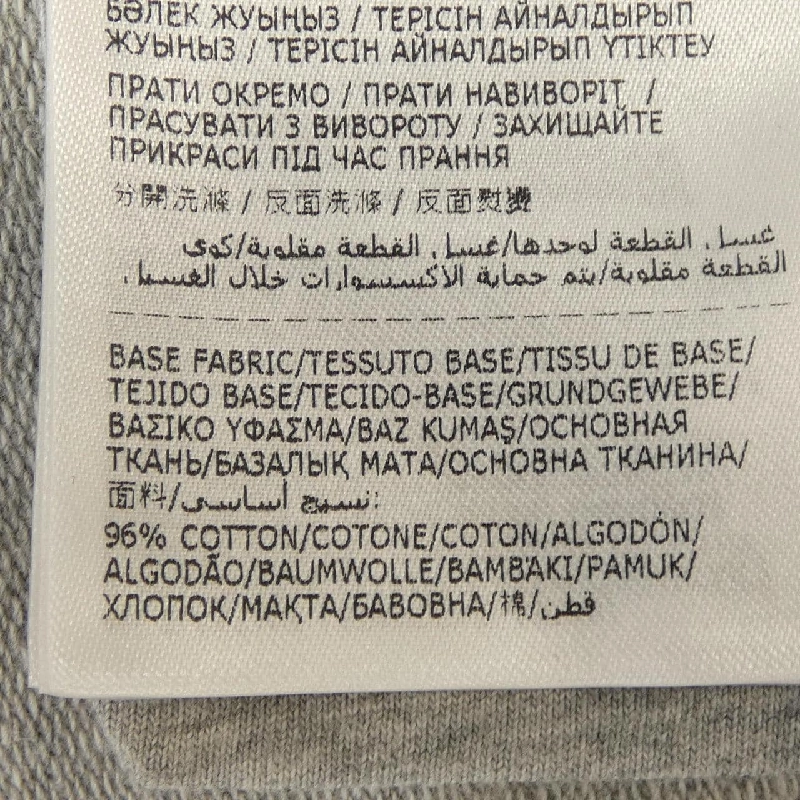 БӨЛЕК ЖУЫҢЫЗ / ТЕРІСІН АЙНАЛДЫРЫП
ЖУЫҢЫЗ / ТЕРІСІН АЙНАЛДЫРЫП ҮТІКТЕУ
ПРАТИ ОКРЕМО / ПРАТИ НАВИВОРІТ /
ПРАСУВАТИ З ВИВОРОТУ / ЗАХИЩАЙТЕ
ПРИКРАСИ ПІД ЧАС ПРАННЯ
分開洗滌 / 反面洗滌 / 反面熨燙
غسل القطعة لوحدها/غسل القطعة مقلوبة/كوى
القطعة مقلوبة/يتم حماية الاكسسوارات خلال الغسيل.
BASE FABRIC/TESSUTO BASE/TISSU DE BASE/
TEJIDO BASE/TECIDO-BASE/GRUNDGEWEBE/
ΒΑΣΙΚΟ ΥΦΑΣΜΑ/BAZ KUMAŞ/ОСНОВНАЯ
ТКАНЬ/БАЗАЛЫҚ МАТА/ОСНОВНА ТКАНИНА/
面料/نسيج أساسي:
96% COTTON/COTONE/COTON/ALGODÓN/
ALGODÃO/BAUMWOLLE/ΒΑΜΒΑΚΙ/PAMUK/
ХЛОПОК/МАҚТА/БАВОВНА/棉/قطن